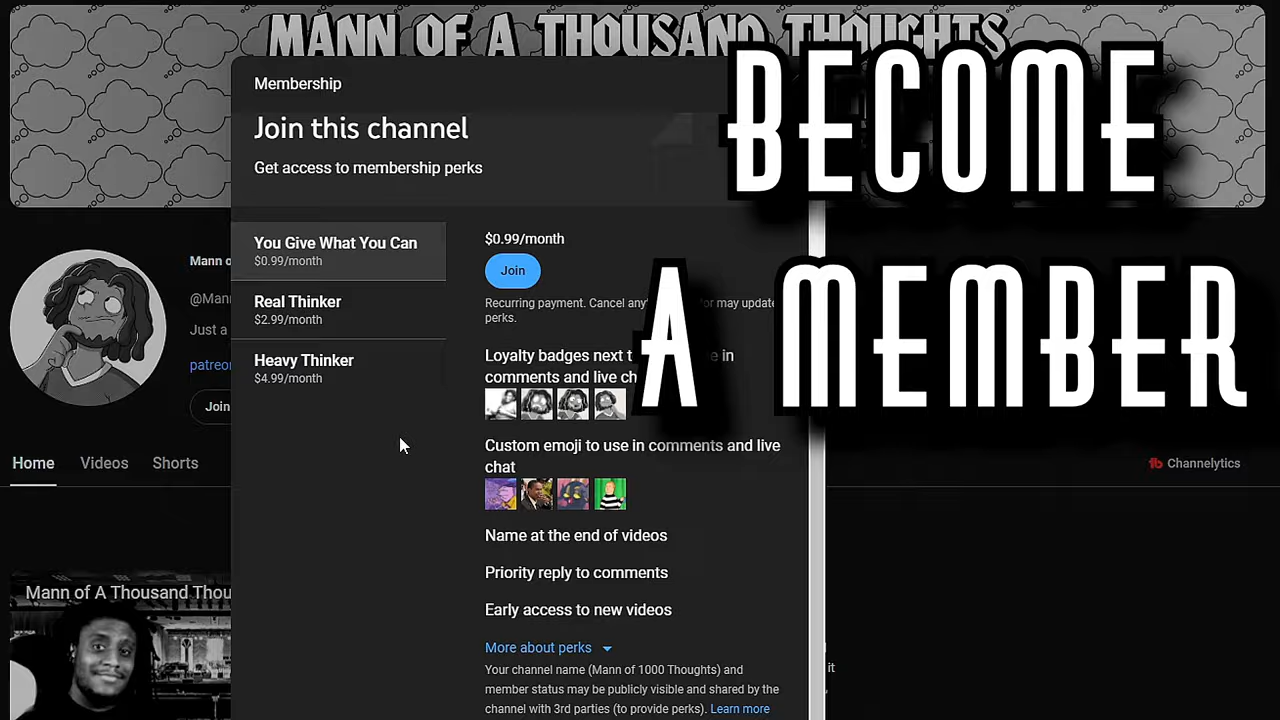 MANN OF A THOUSAND THOUGHTS
BECOME
A MEMBER
Membership
Join this channel
Get access to membership perks
You Give What You Can
$0.99/month
Real Thinker
$2.99/month
Heavy Thinker
$4.99/month
$0.99/month
Join
Recurring payment. Cancel may update
perks.
Loyalty badges next in
comments and live
Custom emoji to use in comments and live
chat
Name at the end of videos
Priority reply to comments
Early access to new videos
More about perks
Your channel name (Mann of 1000 Thoughts) and
member status may be publicly visible and shared by the
channel with 3rd parties (to provide perks). Learn more
Mann
@Mann
Just a
Join
Home Videos Shorts
Channelytics
Mann of A Thousand Thou
it